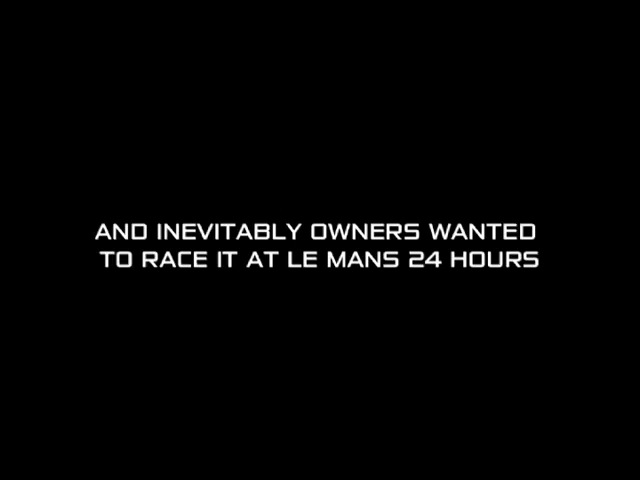 AND INEVITABLY OWNERS WANTED
TO RACE IT AT LE MANS 24 HOURS